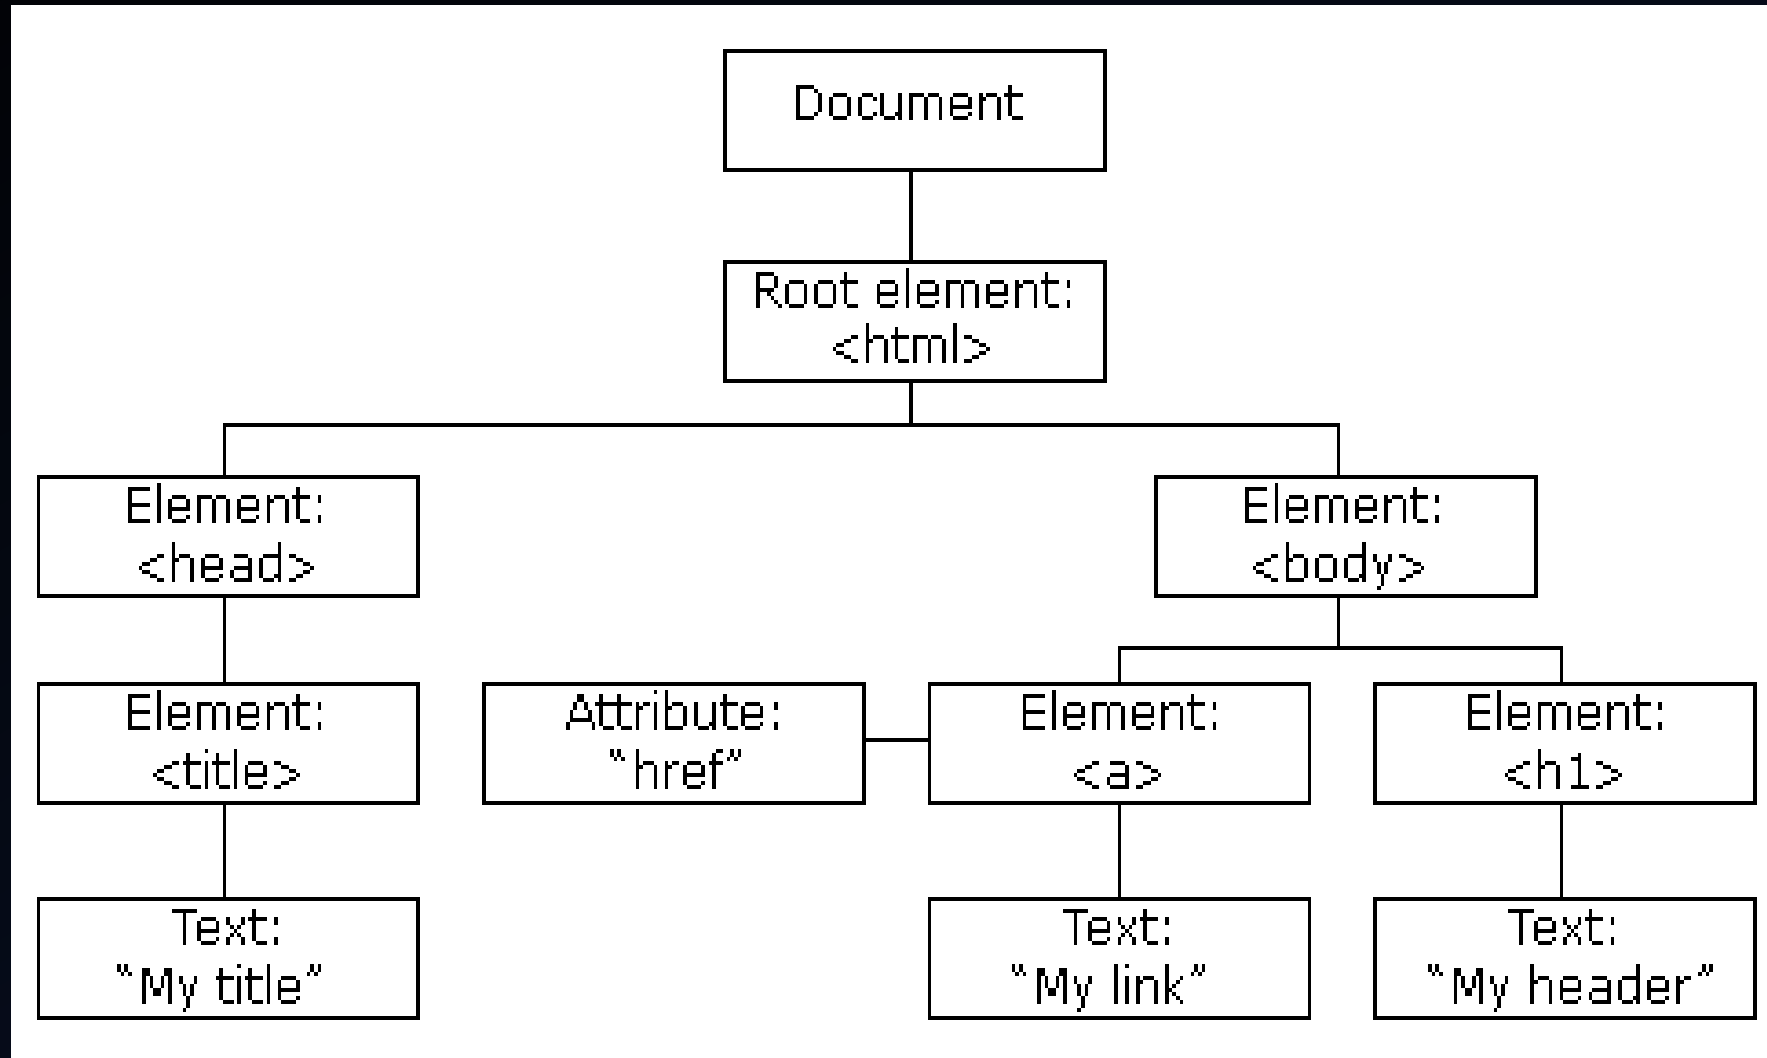 Document
Root element:
<html>
Element:
<head>
Element:
<body>
Element:
<title>
Attribute:
“href”
Element:
<a>
Element:
<h1>
Text:
“My title”
Text:
“My link”
Text:
“My header”